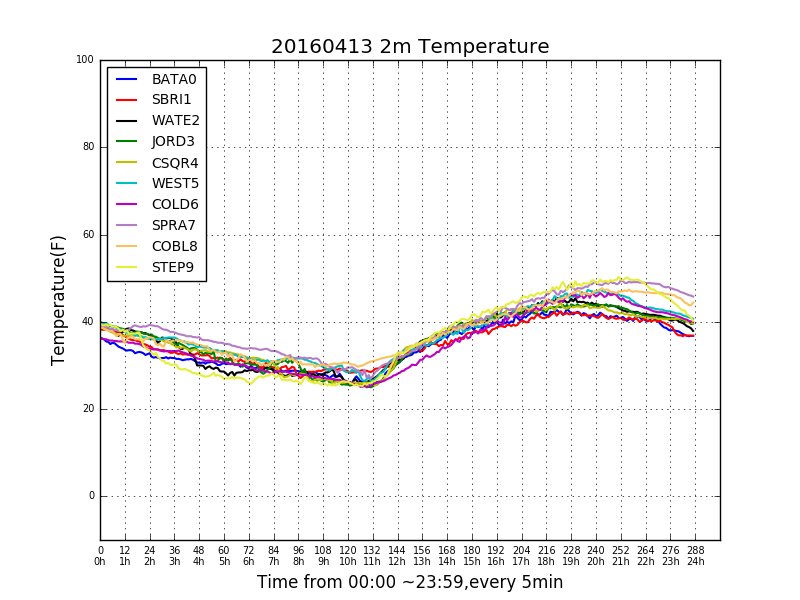 20160413 2m Temperature
100
80
60
40
20
0
Temperature(F)
BATA0
SBRI1
WATE2
JORD3
CSQR4
WEST5
COLD6
SPRA7
COBL8
STEP9
0 12 24 36 48 60 72 84 96 108 120 132 144 156 168 180 192 204 216 228 240 252 264 276 288
0h 1h 2h 3h 4h 5h 6h 7h 8h 9h 10h 11h 12h 13h 14h 15h 16h 17h 18h 19h 20h 21h 22h 23h 24h
Time from 00:00 ~23:59,every 5min